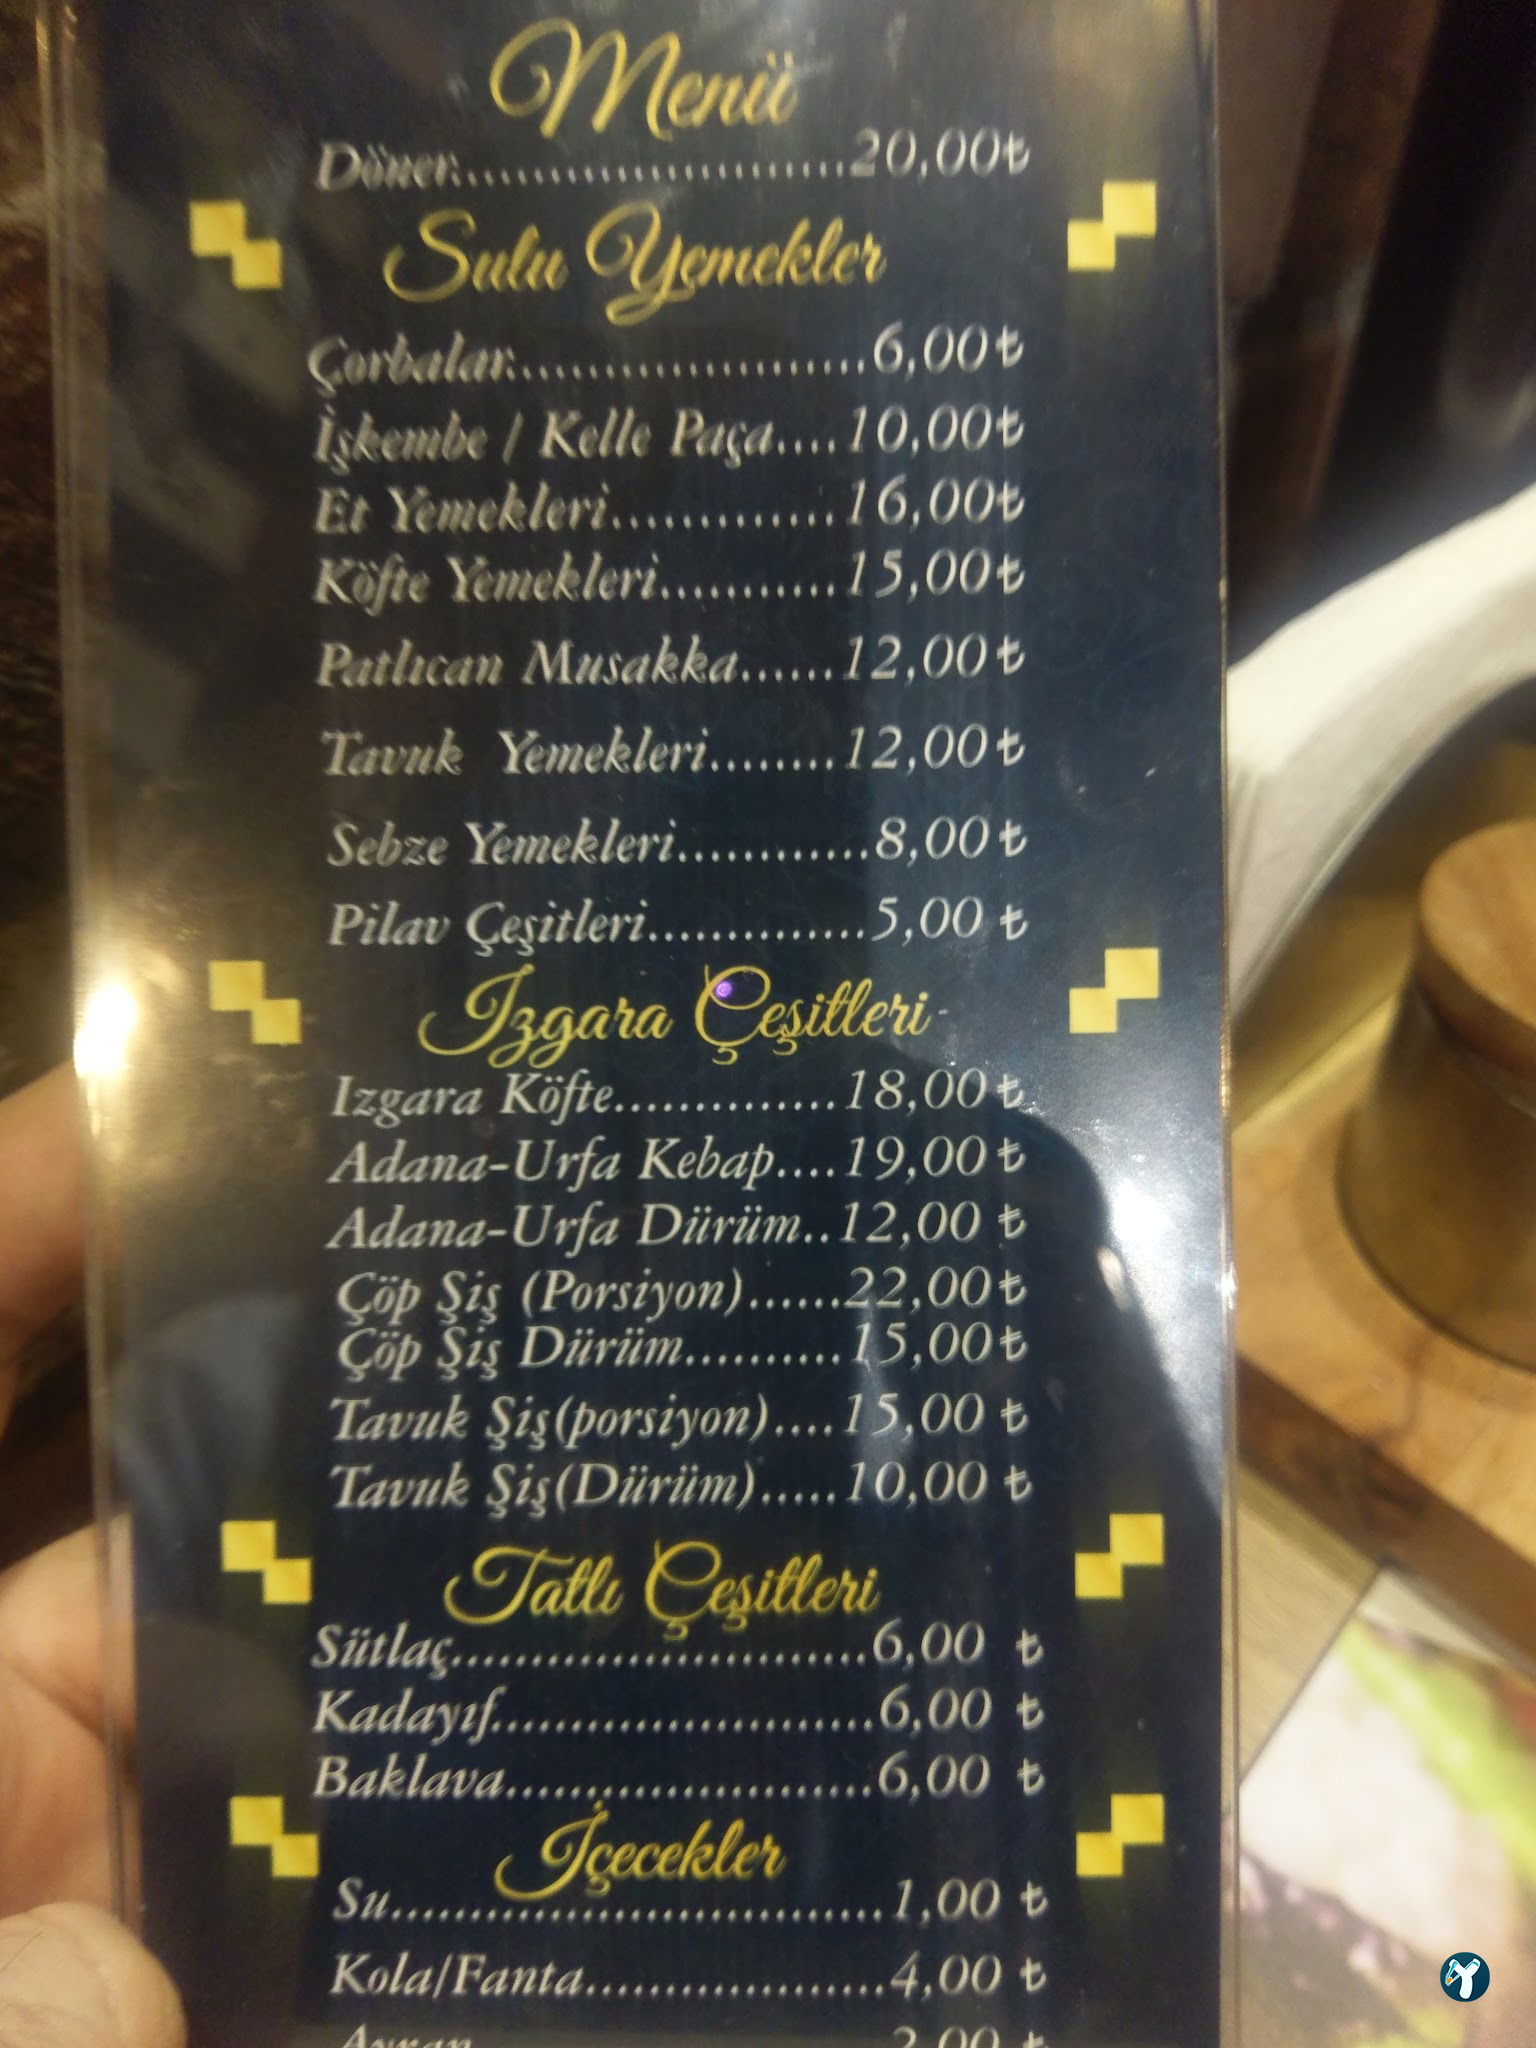 Menü
Döner.........................20,00₺
Sulu Yemekler
Çorbalar......................6,00₺
İşkembe / Kelle Paça....10,00₺
Et Yemekleri..............16,00₺
Köfte Yemekleri...........15,00₺
Patlıcan Musakka......12,00₺
Tavuk Yemekleri........12,00₺
Sebze Yemekleri............8,00₺
Pilav Çeşitleri..............5,00 ₺
Izgara Çeşitleri
Izgara Köfte..............18,00₺
Adana-Urfa Kebap....19,00₺
Adana-Urfa Dürüm..12,00 ₺
Çöp Şiş (Porsiyon)......22,00₺
Çöp Şiş Dürüm..........15,00₺
Tavuk Şiş(porsiyon)....15,00 ₺
Tavuk Şiş(Dürüm).....10,00 ₺
Tatlı Çeşitleri
Sütlaç..........................6,00 ₺
Kadayıf........................6,00 ₺
Baklava.......................6,00 ₺
İçecekler
Su...............................1,00 ₺
Kola/Fanta...................4,00 ₺
Ayran 2,00 ₺